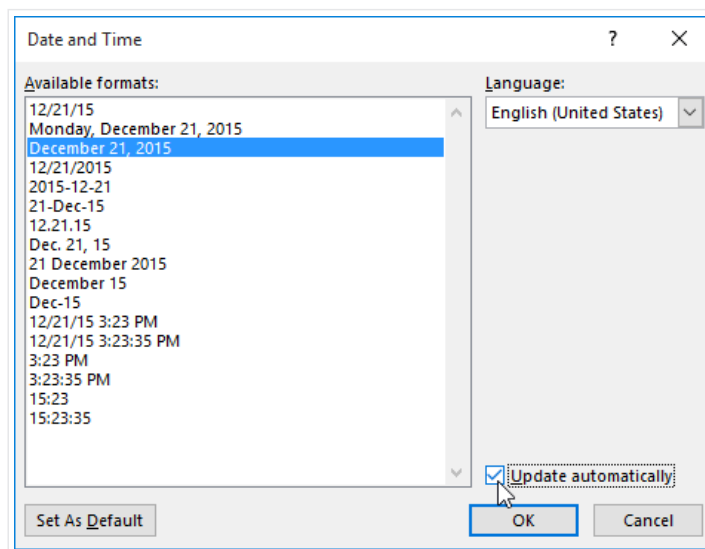 Date and Time
?
Available formats:
Language:
12/21/15
Monday, December 21, 2015
December 21, 2015
12/21/2015
2015-12-21
21-Dec-15
12.21.15
Dec. 21, 15
21 December 2015
December 15
Dec-15
12/21/15 3:23 PM
12/21/15 3:23:35 PM
3:23 PM
3:23:35 PM
15:23
15:23:35
English (United States)
Update automatically
Set As Default
OK
Cancel